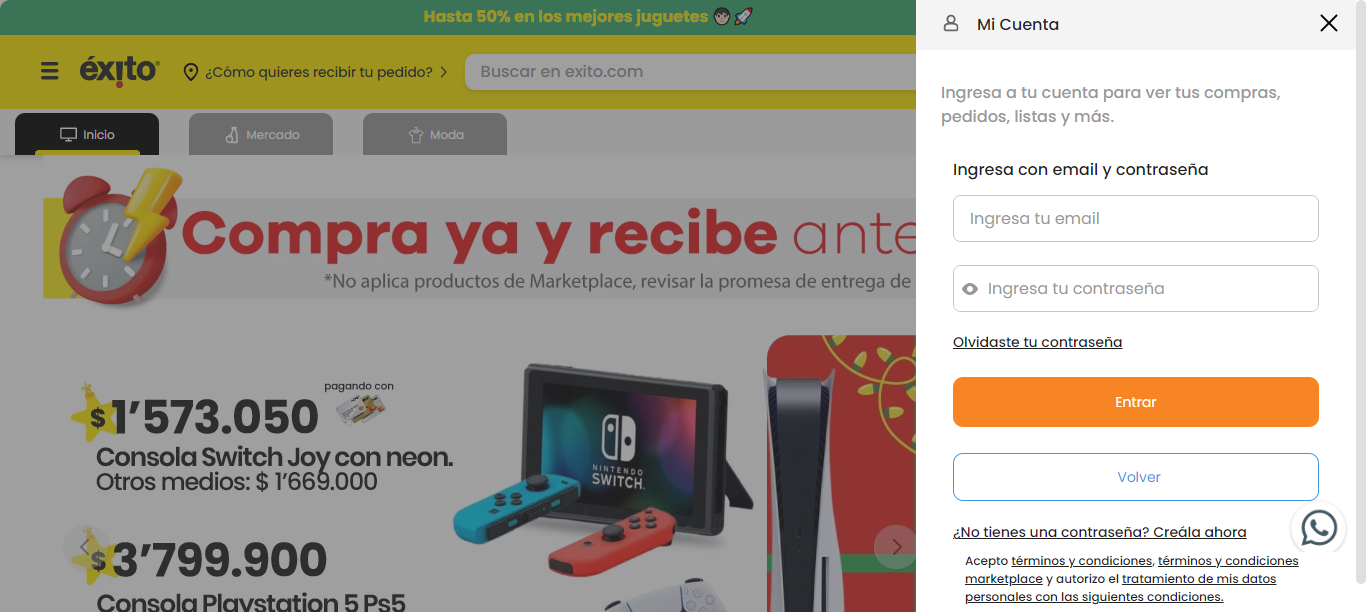 Hasta 50% en los mejores juguetes
éxito
¿Cómo quieres recibir tu pedido?
Buscar en exito.com
Inicio
Mercado
Moda
Compra ya y recibe ante
*No aplica productos de Marketplace, revisar la promesa de entrega de
pagando con
$1'573.050
Consola Switch Joy con neon.
Otros medios: $ 1'669.000
NINTENDO
SWITCH
$3'799.900
Consola Playstation 5 Ps5
Mi Cuenta
Ingresa a tu cuenta para ver tus compras,
pedidos, listas y más.
Ingresa con email y contraseña
Ingresa tu email
Ingresa tu contraseña
Olvidaste tu contraseña
Entrar
Volver
¿No tienes una contraseña? Creála ahora
Acepto términos y condiciones, términos y condiciones
marketplace y autorizo el tratamiento de mis datos
personales con las siguientes condiciones.